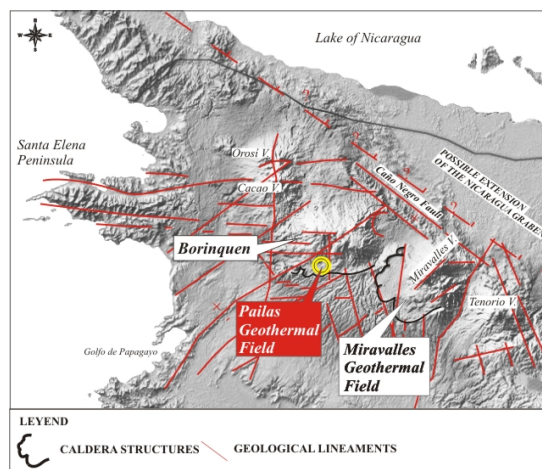 Lake of Nicaragua
Santa Elena
Peninsula
Orosí V.
Cacao V.
Caño Negro Fault
POSSIBLE EXTENSION
OF THE NICARAGUA GRABEN
Borinquen
Miravalles V.
Tenorio V.
Pailas
Geothermal
Field
Miravalles
Geothermal
Field
Golfo de Papagayo
LEYEND
CALDERA STRUCTURES
GEOLOGICAL LINEAMENTS